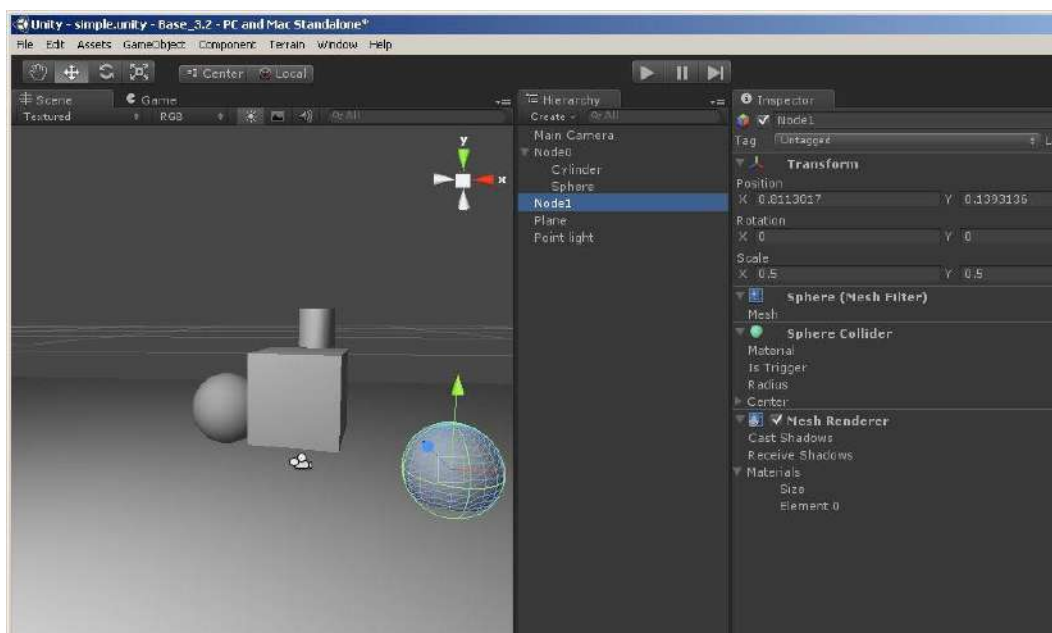 Unity - simple.unity - Base_3.2 - PC and Mac Standalone*
File Edit Assets GameObject Component Terrain Window Help
Center Local
Scene Game
Textured RGB All
y
x
Hierarchy
Create All
Main Camera
Node0
Cylinder
Sphere
Node1
Plane
Point light
Inspector
Node1
Tag Untagged L
Transform
Position
X 0.8113017 Y 0.1393136
Rotation
X 0 Y 0
Scale
X 0.5 Y 0.5
Sphere (Mesh Filter)
Mesh
Sphere Collider
Material
Is Trigger
Radius
Center
Mesh Renderer
Cast Shadows
Receive Shadows
Materials
Size
Element 0